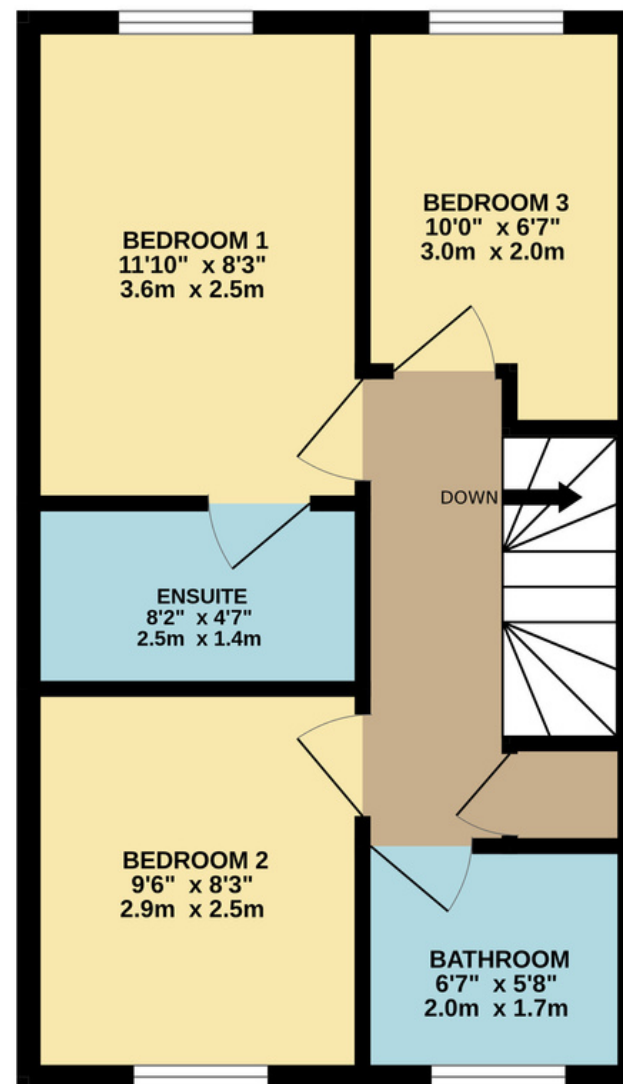 BEDROOM 1
11'10" x 8'3"
3.6m x 2.5m
BEDROOM 3
10'0" x 6'7"
3.0m x 2.0m
DOWN
ENSUITE
8'2" x 4'7"
2.5m x 1.4m
BEDROOM 2
9'6" x 8'3"
2.9m x 2.5m
BATHROOM
6'7" x 5'8"
2.0m x 1.7m